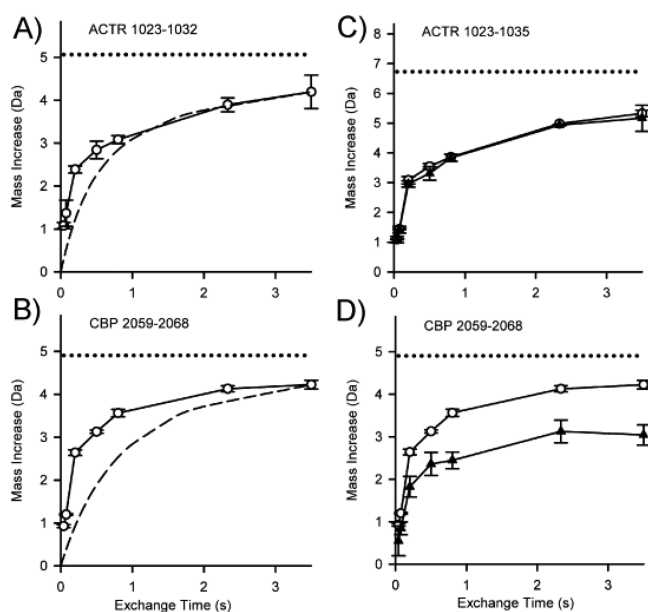 A)
ACTR 1023-1032
Mass Increase (Da)
5
4
3
2
1
0
0 1 2 3
B)
CBP 2059-2068
Mass Increase (Da)
5
4
3
2
1
0
0 1 2 3
Exchange Time (s)
C)
ACTR 1023-1035
Mass Increase (Da)
8
7
6
5
4
3
2
1
0
0 1 2 3
D)
CBP 2059-2068
Mass Increase (Da)
5
4
3
2
1
0
0 1 2 3
Exchange Time (s)